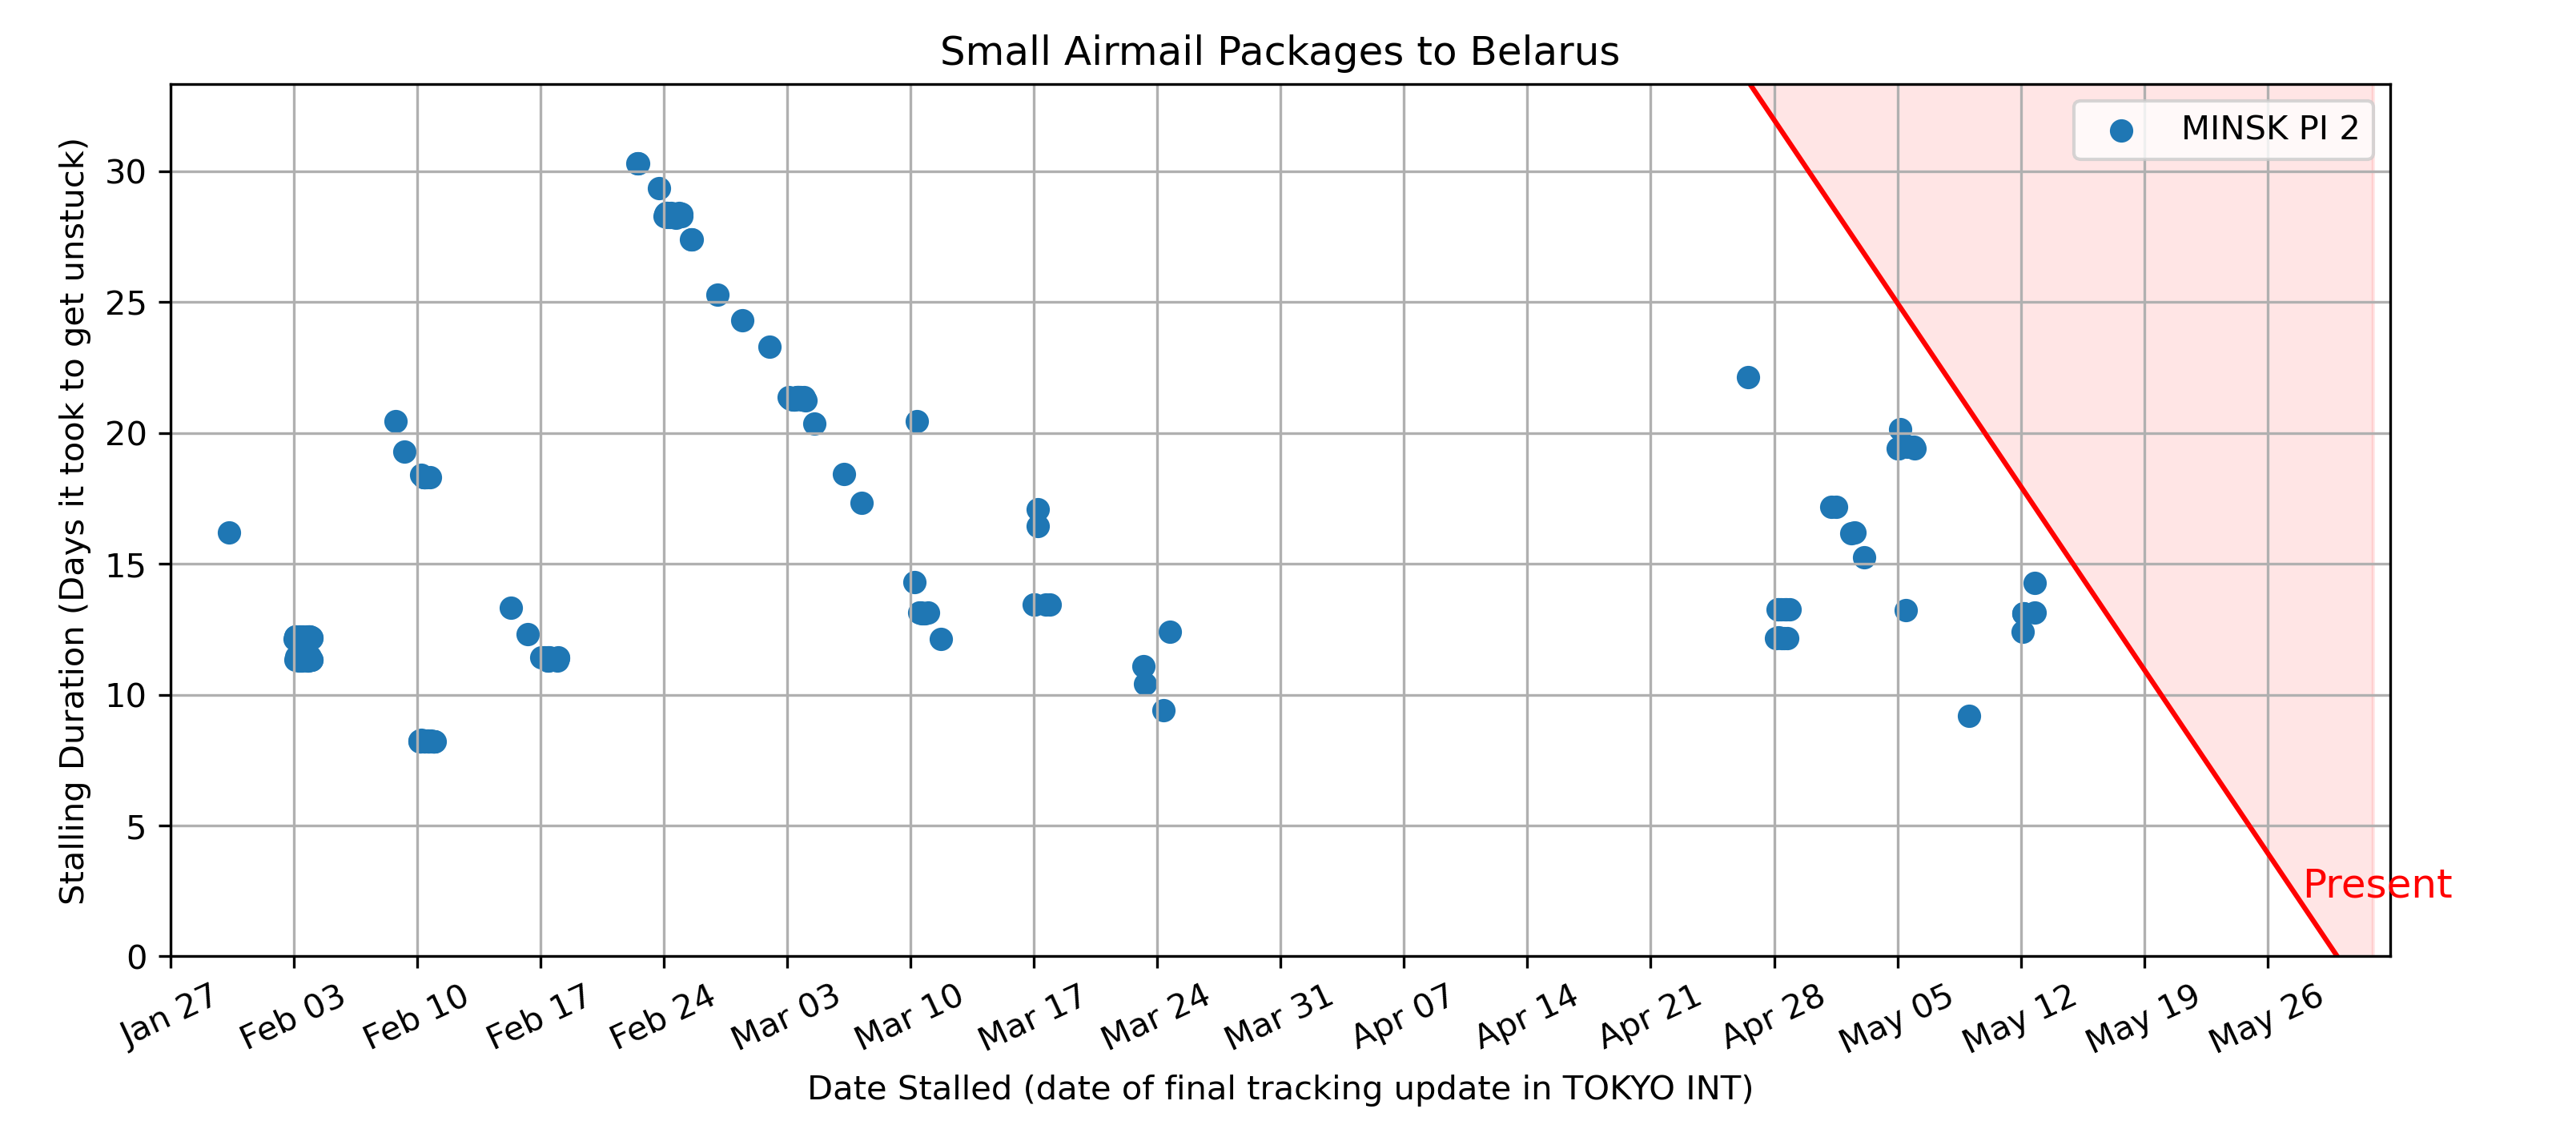 Small Airmail Packages to Belarus
MINSK PI 2
Stalling Duration (Days it took to get unstuck)
30
25
20
15
10
5
0
Present
Jan 27
Feb 03
Feb 10
Feb 17
Feb 24
Mar 03
Mar 10
Mar 17
Mar 24
Mar 31
Apr 07
Apr 14
Apr 21
Apr 28
May 05
May 12
May 19
May 26
Date Stalled (date of final tracking update in TOKYO INT)